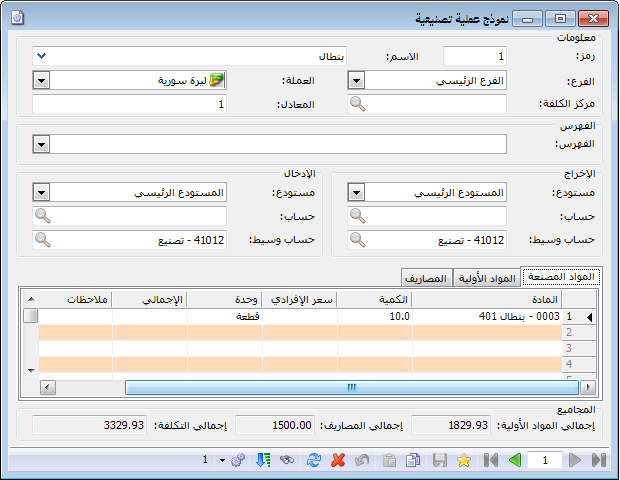 نموذج عملية تصنيعية
معلومات
رمز: 1 الاسم: بنطال
الفرع: الفرع الرئيسي العملة: ليرة سورية
مركز الكلفة: المعادل: 1
الفهرس
الفهرس:
الإخراج
مستودع: المستودع الرئيسي
حساب:
حساب وسيط: 41012 - تصنيع
الإدخال
مستودع: المستودع الرئيسي
حساب:
حساب وسيط: 41012 - تصنيع
المواد المصنعة المواد الأولية المصاريف
المادة الكمية سعر الإفرادي وحدة الإجمالي ملاحظات
1 0003 - بنطال 401 10.0 قطعة
2
3
4
المجاميع
إجمالي المواد الأولية: 1829.93 إجمالي المصاريف: 1500.00 إجمالي التكلفة: 3329.93
1 1